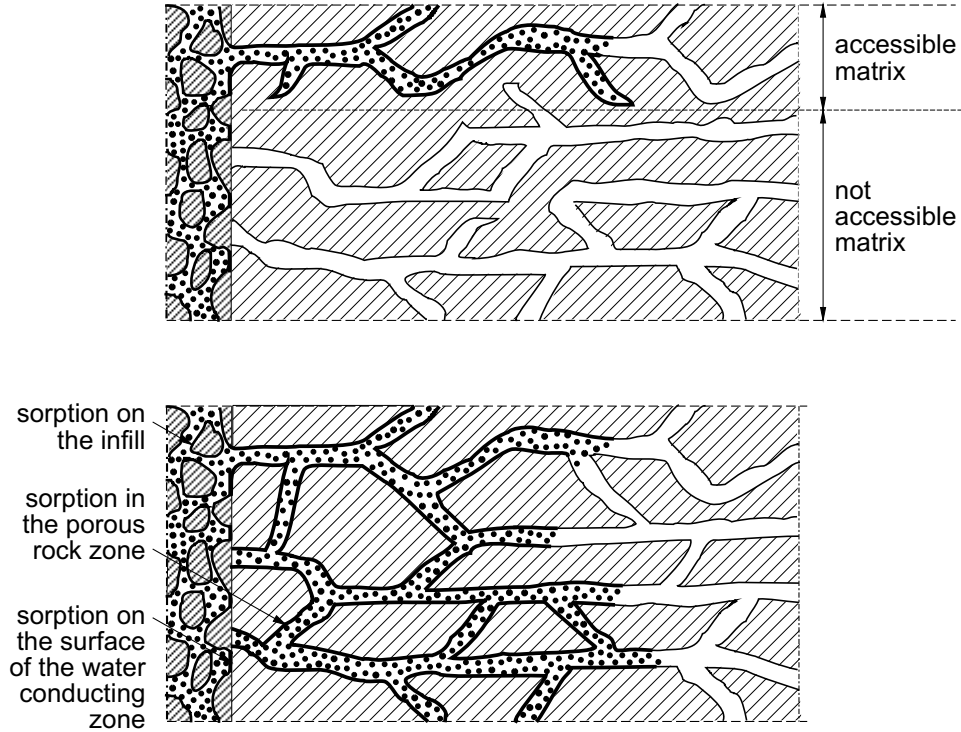 accessible
matrix
not
accessible
matrix
sorption on
the infill
sorption in
the porous
rock zone
sorption on
the surface
of the water
conducting
zone